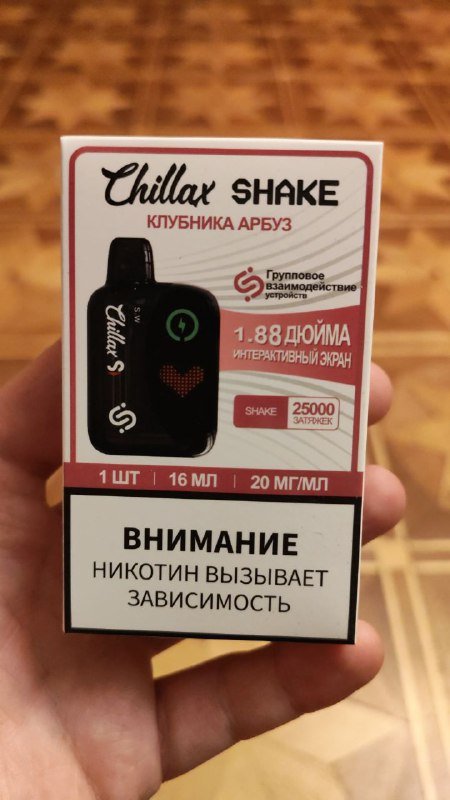 Chillax SHAKE
КЛУБНИКА АРБУЗ
Групповое
взаимодействие
устройств
1.88 ДЮЙМА
ИНТЕРАКТИВНЫЙ ЭКРАН
SHAKE 25000
ЗАТЯЖЕК
Chillax S
SW
1 ШТ | 16 МЛ | 20 МГ/МЛ
ВНИМАНИЕ
НИКОТИН ВЫЗЫВАЕТ
ЗАВИСИМОСТЬ